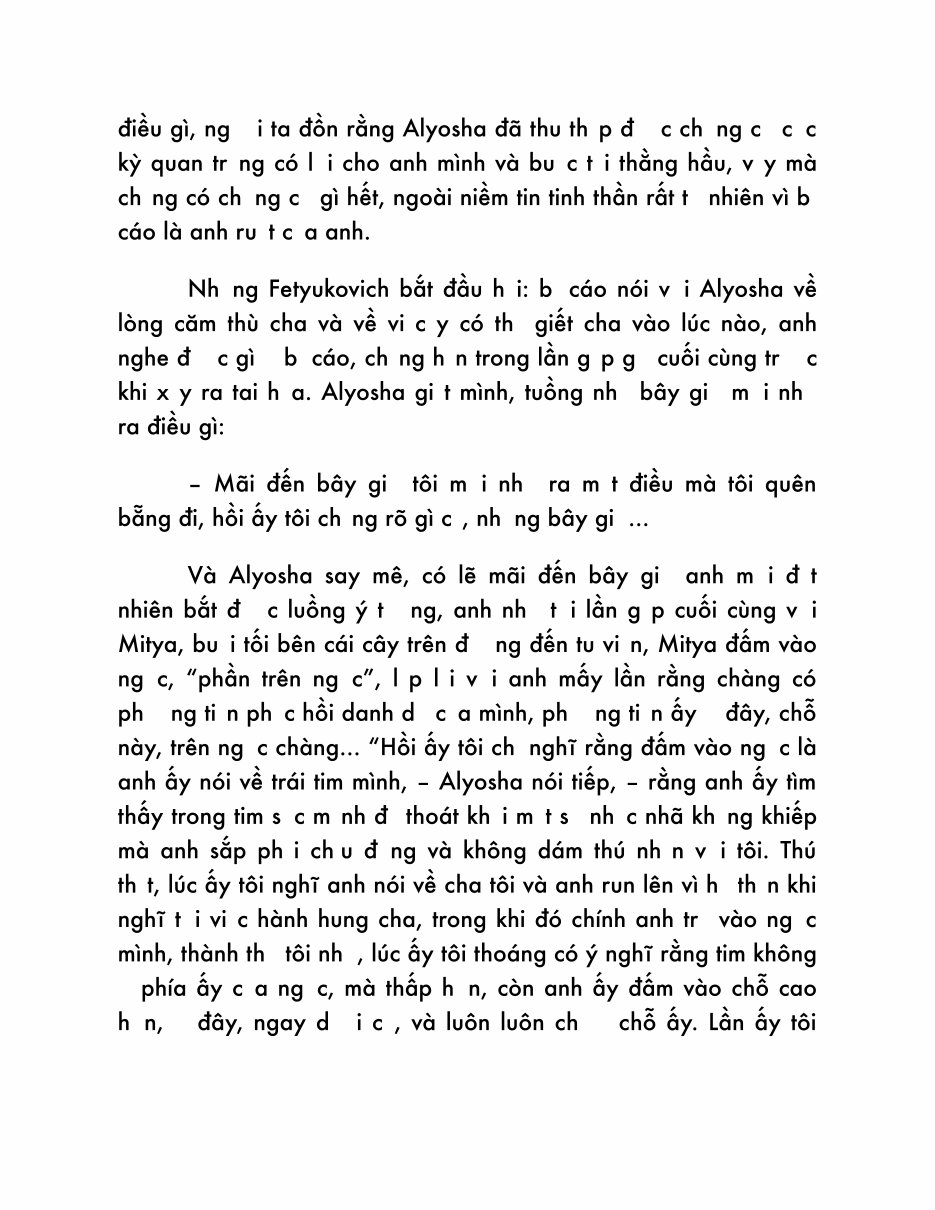 điều gì, ng   i ta đồn rằng Alyosha đã thu th p đ  c ch ng c  c c
kỳ quan tr ng có l i cho anh mình và bu c t i thằng hầu, v y mà
ch ng có ch ng c  gì hết, ngoài niềm tin tinh thần rất t  nhiên vì b
cáo là anh ru t c a anh.
Nh ng Fetyukovich bắt đầu h i: b  cáo nói v i Alyosha về
lòng căm thù cha và về vi c y có th  giết cha vào lúc nào, anh
nghe đ  c gì   b  cáo, ch ng h n trong lần g p g  cuối cùng tr  c
khi x y ra tai h a. Alyosha gi t mình, tuồng nh  bây gi  m i nh
ra điều gì:
– Mãi đến bây gi  tôi m i nh  ra m t điều mà tôi quên
bẵng đi, hồi ấy tôi ch ng rõ gì c , nh ng bây gi  ...
Và Alyosha say mê, có lẽ mãi đến bây gi  anh m i đ t
nhiên bắt đ  c luồng ý t  ng, anh nh  t i lần g p cuối cùng v i
Mitya, bu i tối bên cái cây trên đ  ng đến tu vi n, Mitya đấm vào
ng c, “phần trên ng c”, l p l i v i anh mấy lần rằng chàng có
ph  ng ti n ph c hồi danh d  c a mình, ph  ng ti n ấy   đây, chỗ
này, trên ng c chàng... “Hồi ấy tôi ch  nghĩ rằng đấm vào ng c là
anh ấy nói về trái tim mình, – Alyosha nói tiếp, – rằng anh ấy tìm
thấy trong tim s c m nh đ  thoát kh i m t s  nh c nhã kh ng khiếp
mà anh sắp ph i ch u đ ng và không dám thú nh n v i tôi. Thú
th t, lúc ấy tôi nghĩ anh nói về cha tôi và anh run lên vì h  th n khi
nghĩ t i vi c hành hung cha, trong khi đó chính anh tr  vào ng c
mình, thành th  tôi nh , lúc ấy tôi thoáng có ý nghĩ rằng tim không
  phía ấy c a ng c, mà thấp h n, còn anh ấy đấm vào chỗ cao
h n,   đây, ngay d  i c , và luôn luôn ch    chỗ ấy. Lần ấy tôi